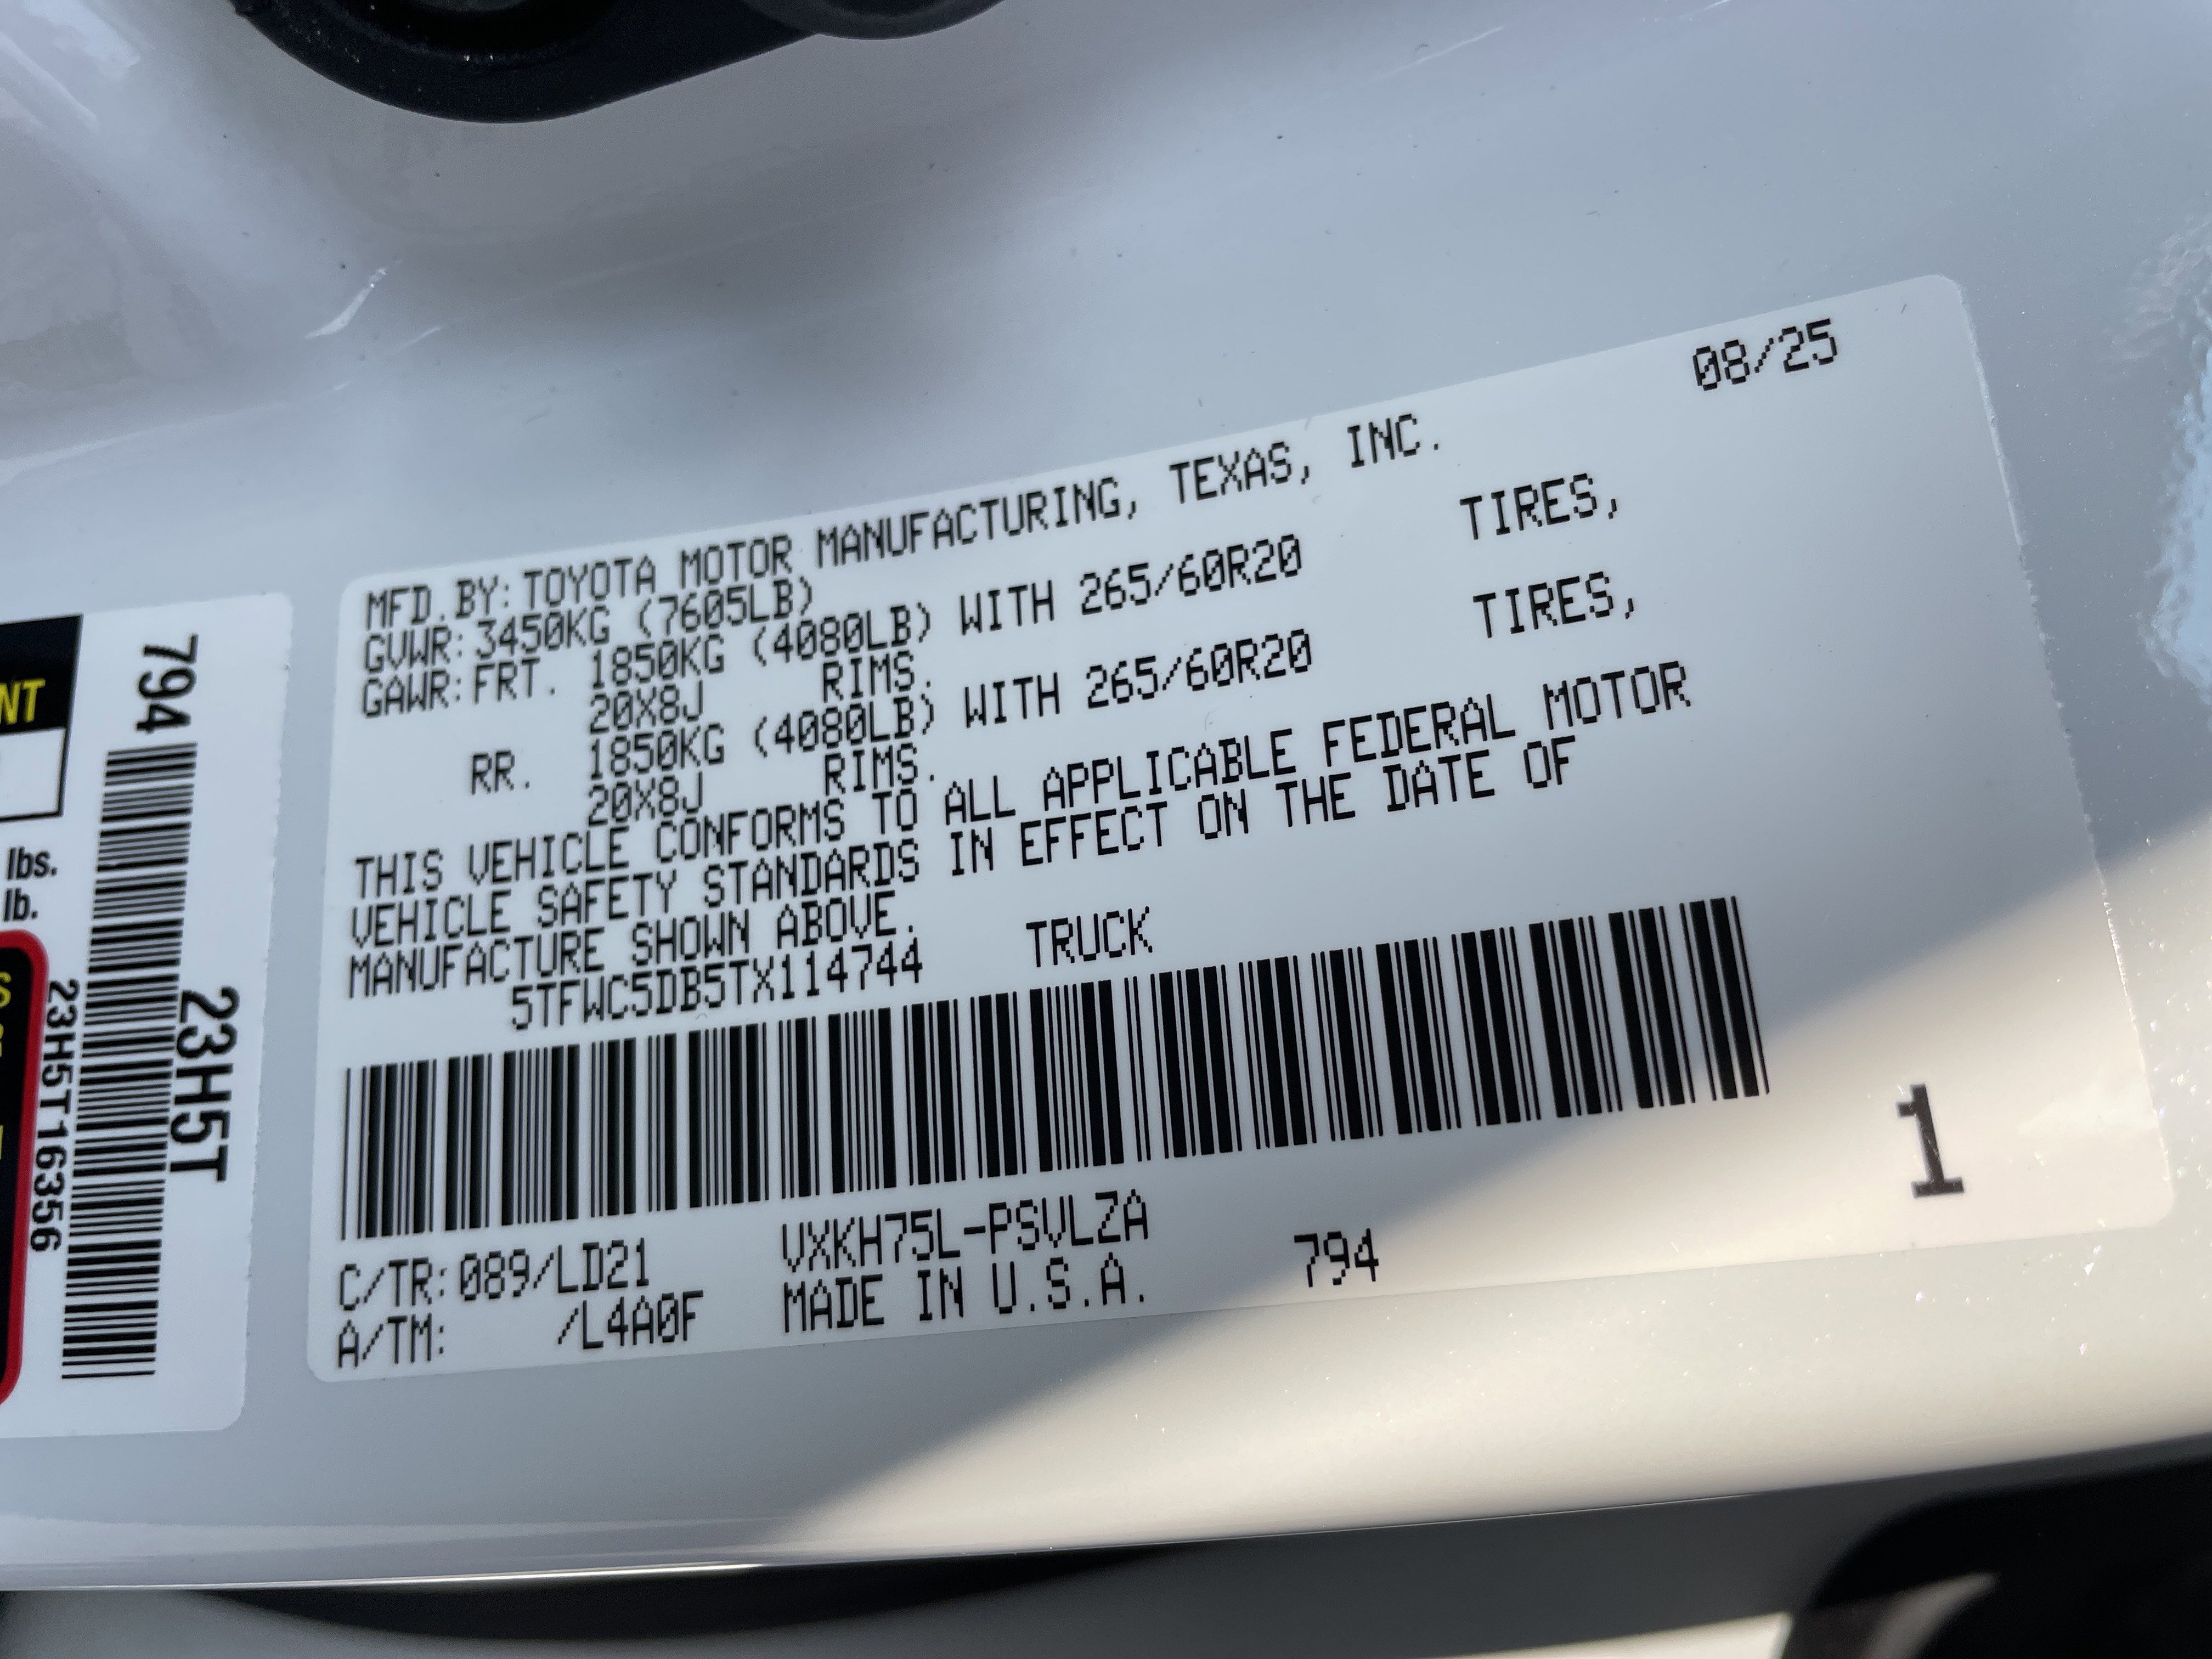 08/25
MFD.BY:TOYOTA MOTOR MANUFACTURING, TEXAS, INC.
GVWR:3450KG (7605LB)
GAWR:FRT. 1850KG (4080LB) WITH 265/60R20 TIRES,
20X8J RIMS.
RR. 1850KG (4080LB) WITH 265/60R20 TIRES,
20X8J RIMS.
THIS VEHICLE CONFORMS TO ALL APPLICABLE FEDERAL MOTOR
VEHICLE SAFETY STANDARDS IN EFFECT ON THE DATE OF
MANUFACTURE SHOWN ABOVE.
5TFWC5DB5TX114744 TRUCK
C/TR:089/LD21 VXKH75L-PSVLZA
A/TM: /L4A0F MADE IN U.S.A. 794
1
794
23H5T
23H5T16356
NT
lbs.
lb.